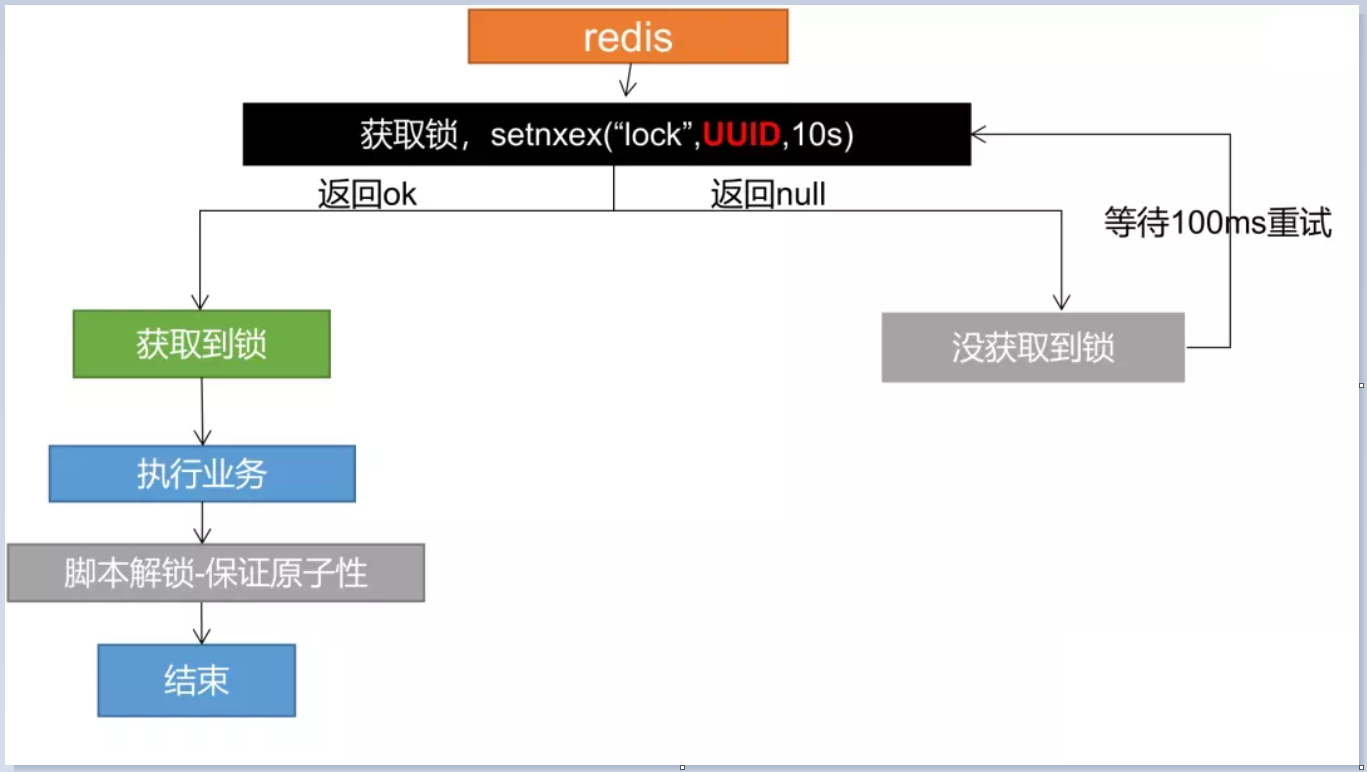 redis
获取锁，setnxex(“lock”,UUID,10s)
返回ok
返回null
等待100ms重试
获取到锁
没获取到锁
执行业务
脚本解锁-保证原子性
结束